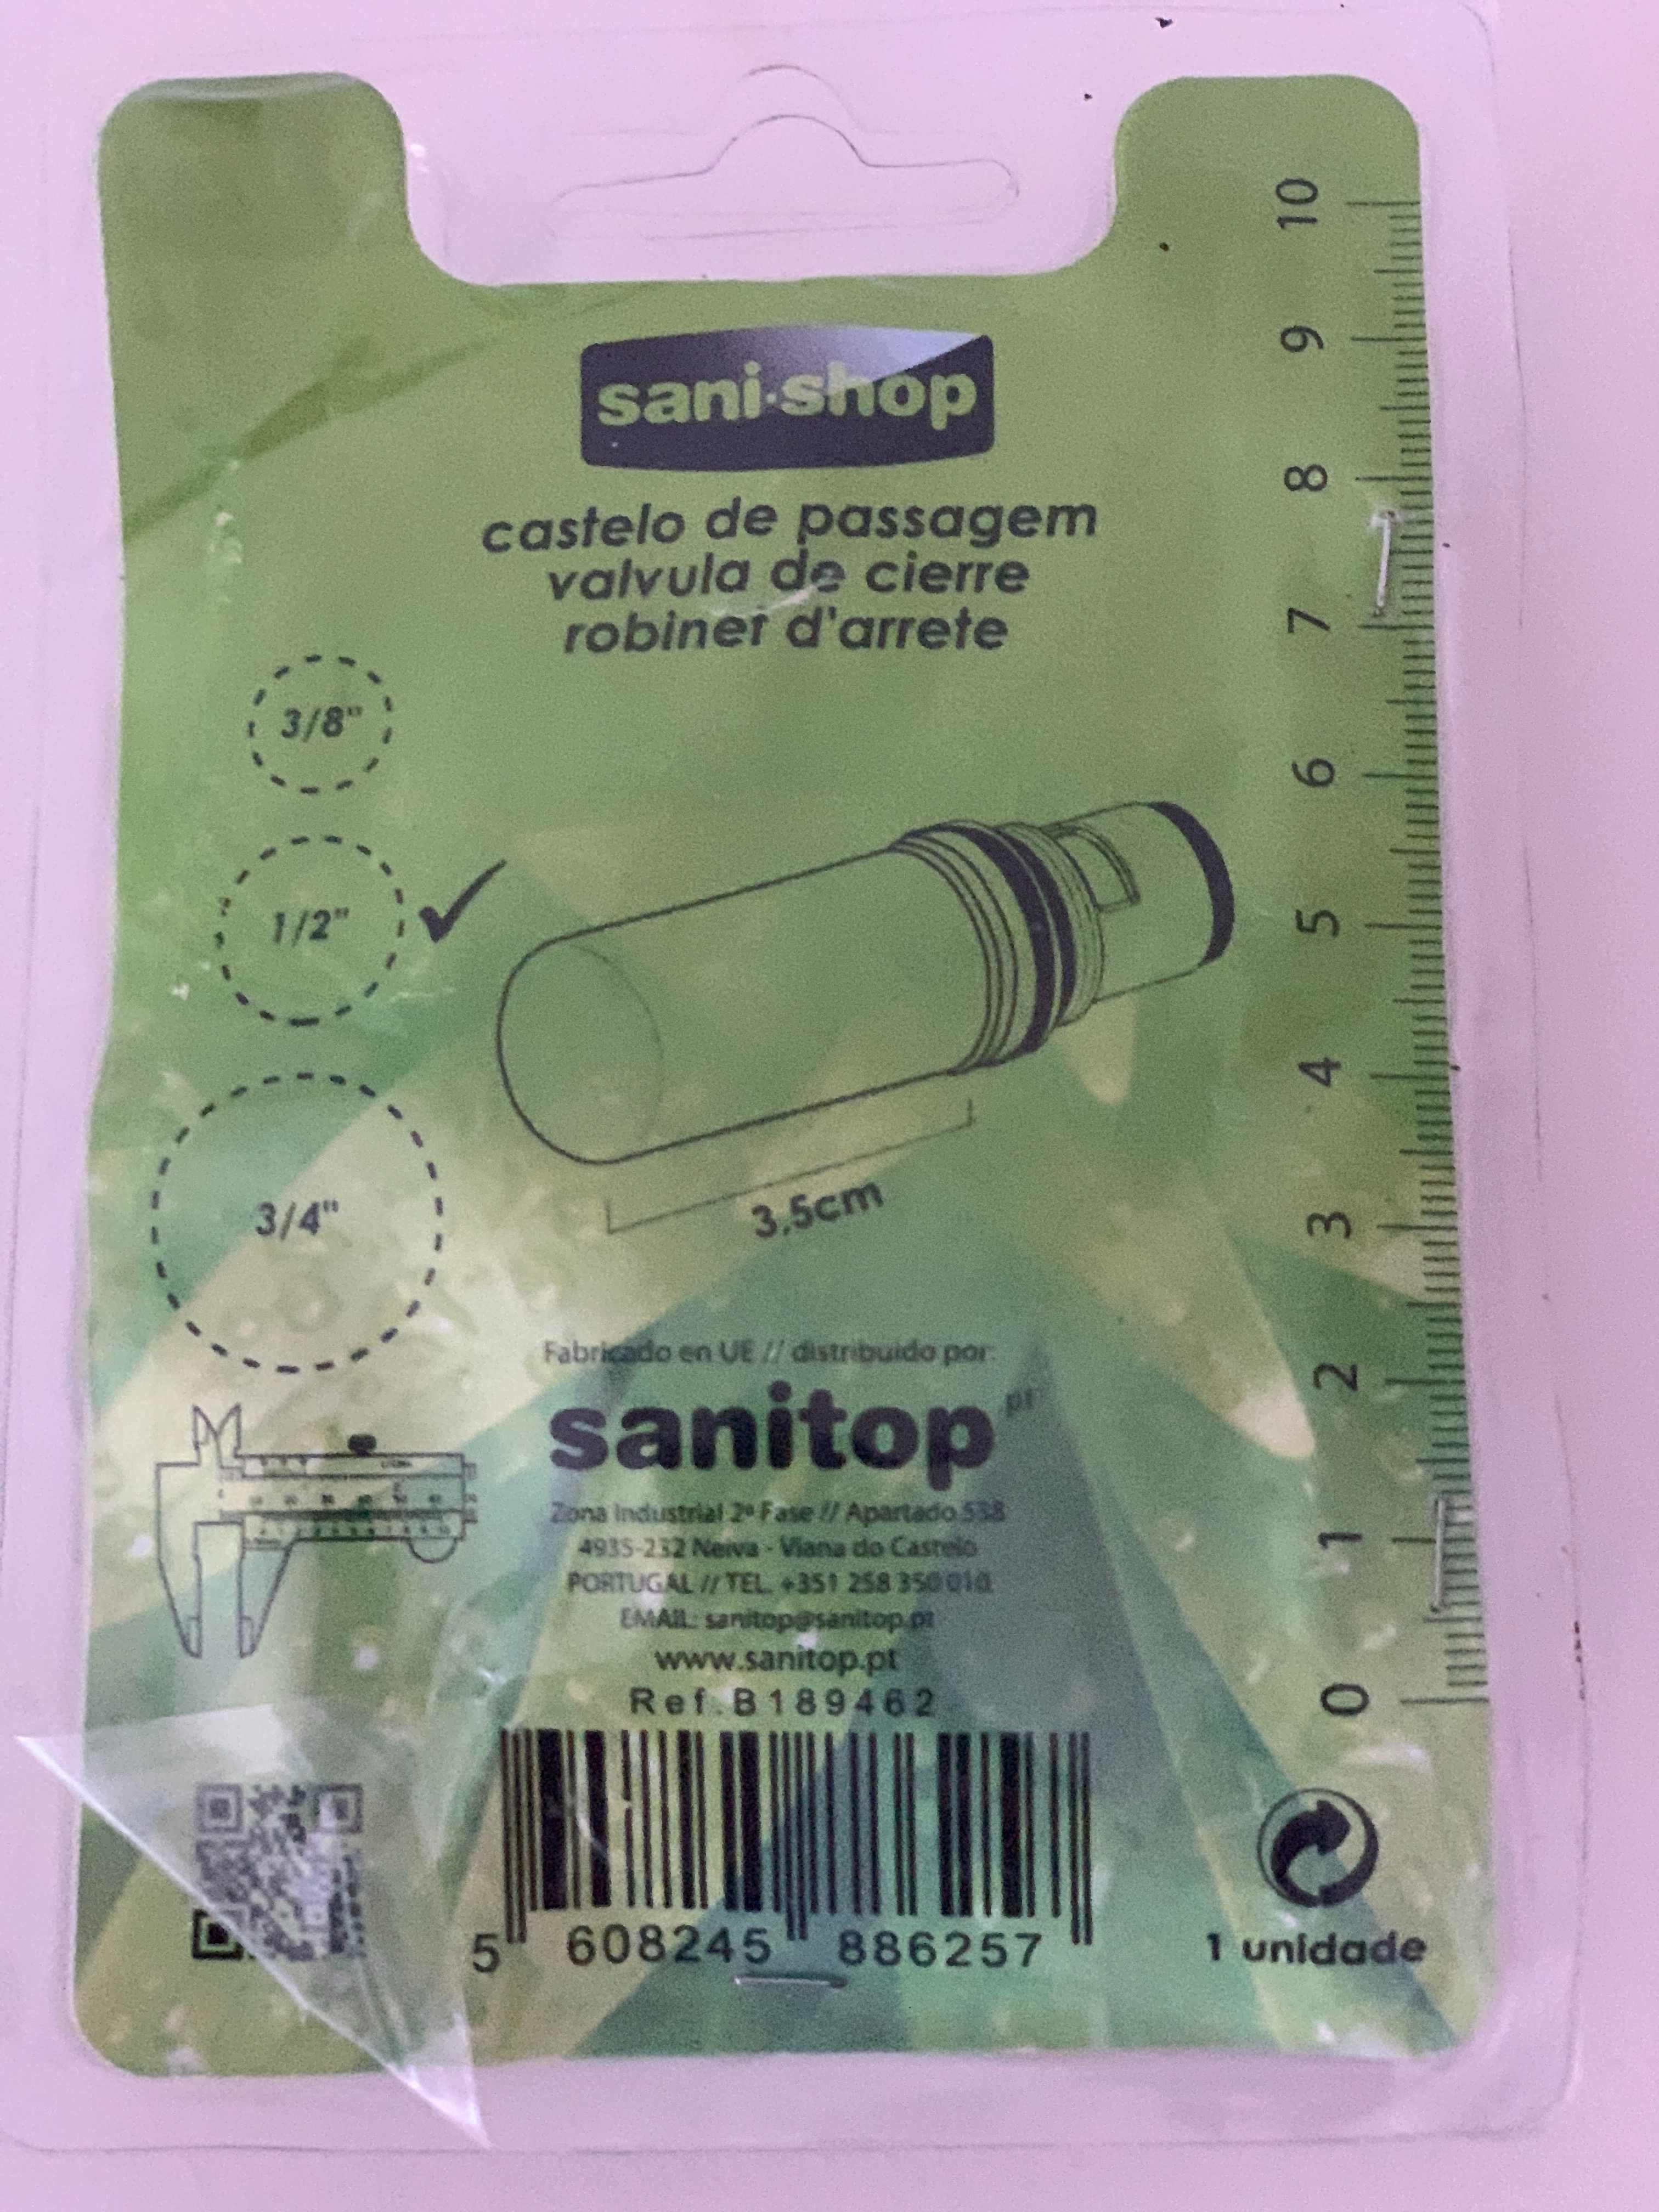 sani·shop
castelo de passagem
valvula de cierre
robinet d'arrete
3/8"
1/2"
3/4"
3.5cm
10
9
8
7
6
5
4
3
2
1
0
Fabricado en UE // distribuido por:
sanitop pt
Zona Industrial 2ª Fase // Apartado 538
4935-232 Neiva - Viana do Castelo
PORTUGAL // TEL. +351 258 350 010
EMAIL: sanitop@sanitop.pt
www.sanitop.pt
Ref.B189462
5 608245 886257
1 unidade